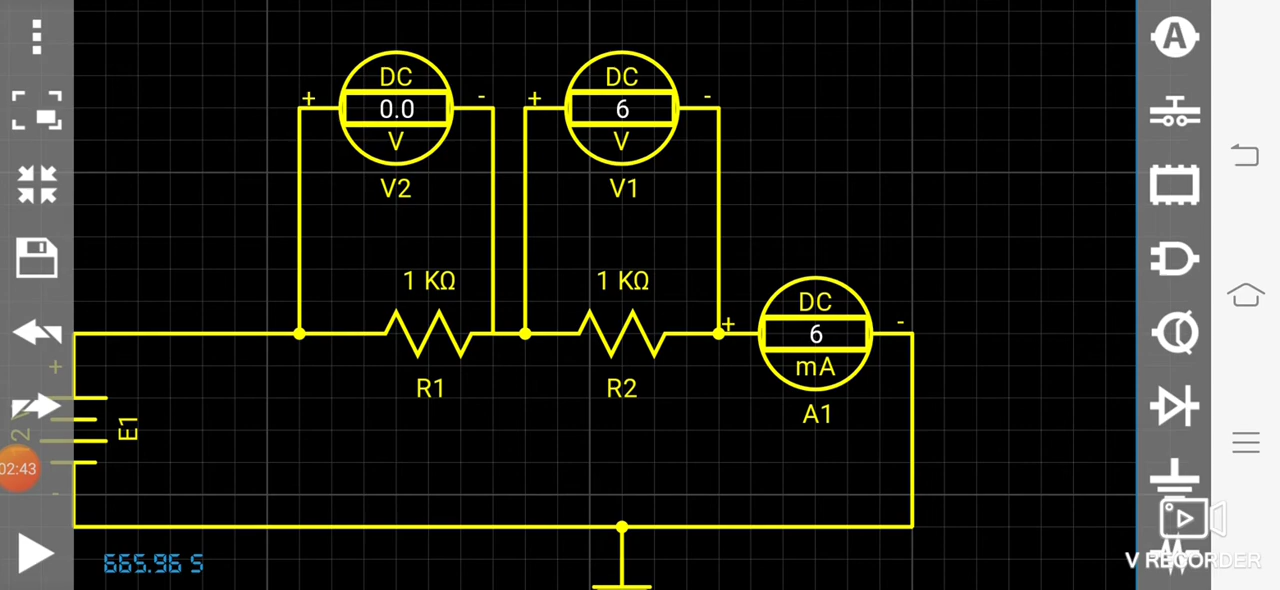 DC
0.0
V
V2
DC
6
V
V1
+ -
+ -
1 KΩ
1 KΩ
R1
R2
DC
6
mA
A1
+ -
+
E1
-
02:43
665.96 S
A
V RECORDER